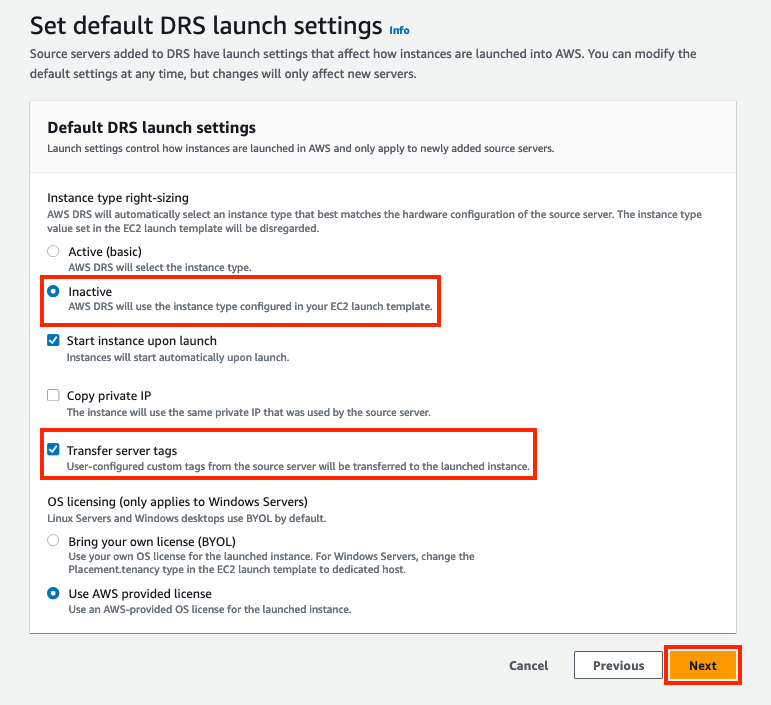 Set default DRS launch settings Info
Source servers added to DRS have launch settings that affect how instances are launched into AWS. You can modify the
default settings at any time, but changes will only affect new servers.
Default DRS launch settings
Launch settings control how instances are launched in AWS and only apply to newly added source servers.
Instance type right-sizing
AWS DRS will automatically select an instance type that best matches the hardware configuration of the source server. The instance type
value set in the EC2 launch template will be disregarded.
Active (basic)
AWS DRS will select the instance type.
Inactive
AWS DRS will use the instance type configured in your EC2 launch template.
Start instance upon launch
Instances will start automatically upon launch.
Copy private IP
The instance will use the same private IP that was used by the source server.
Transfer server tags
User-configured custom tags from the source server will be transferred to the launched instance.
OS licensing (only applies to Windows Servers)
Linux Servers and Windows desktops use BYOL by default.
Bring your own license (BYOL)
Use your own OS license for the launched instance. For Windows Servers, change the
Placement.tenancy type in the EC2 launch template to dedicated host.
Use AWS provided license
Use an AWS-provided OS license for the launched instance.
Cancel Previous Next